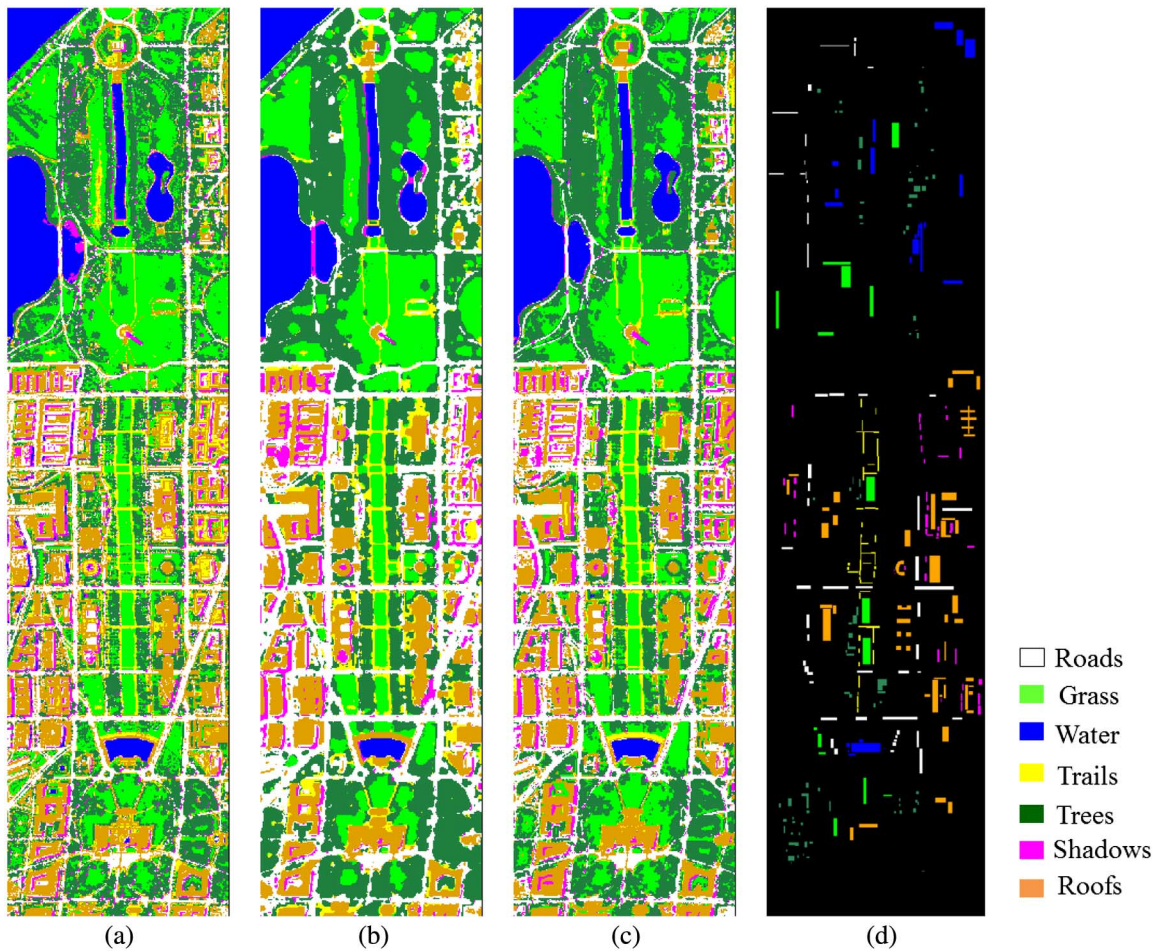 Roads
Grass
Water
Trails
Trees
Shadows
Roofs
(a)
(b)
(c)
(d)